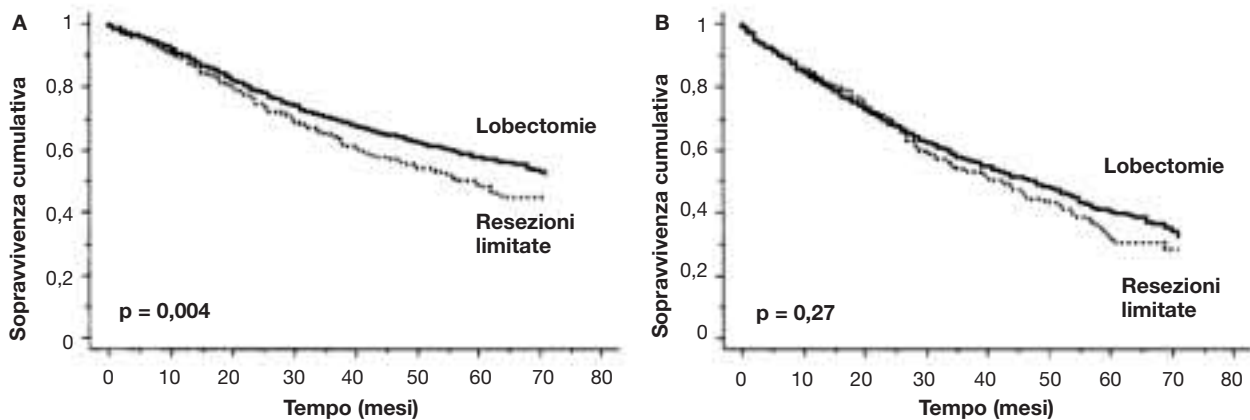 A
Sopravvivenza cumulativa
1
0,8
0,6
0,4
0,2
0
Lobectomie
Resezioni
limitate
p = 0,004
0 10 20 30 40 50 60 70 80
Tempo (mesi)
B
Sopravvivenza cumulativa
1
0,8
0,6
0,4
0,2
0
Lobectomie
Resezioni
limitate
p = 0,27
0 10 20 30 40 50 60 70 80
Tempo (mesi)